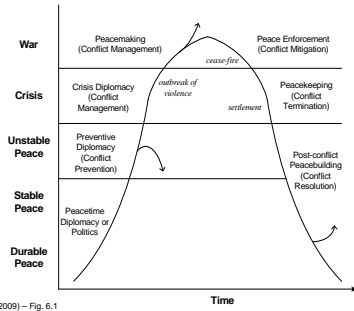 War
Peacemaking
(Conflict Management)
Peace Enforcement
(Conflict Mitigation)
cease-fire
outbreak of
violence
Crisis
Crisis Diplomacy
(Conflict
Management)
settlement
Peacekeeping
(Conflict
Termination)
Unstable
Peace
Preventive
Diplomacy
(Conflict
Prevention)
Post-conflict
Peacebuilding
(Conflict
Resolution)
Stable
Peace
Peacetime
Diplomacy or
Politics
Durable
Peace
Time
2009) – Fig. 6.1